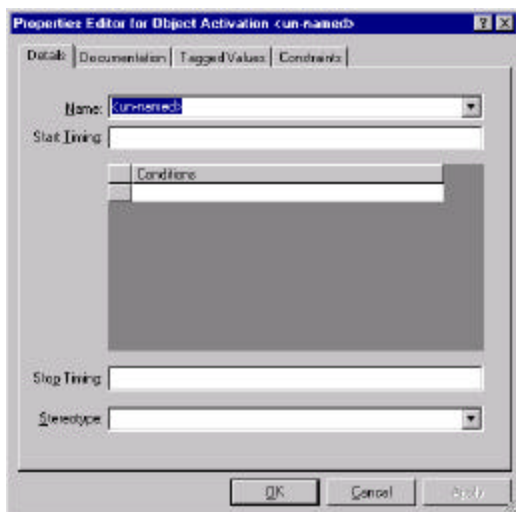 Properties Editor for Object Activation <un-named>
Details Documentation Tagged Values Constraints
Name: <un-named>
Start Timing:
Conditions
Stop Timing:
Stereotype:
OK Cancel Apply